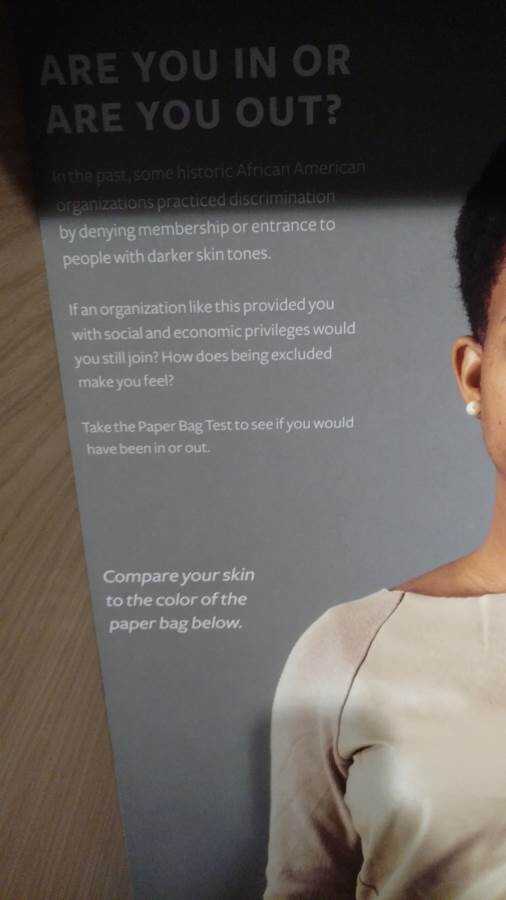 ARE YOU IN OR
ARE YOU OUT?
In the past, some historic African American
organizations practiced discrimination
by denying membership or entrance to
people with darker skin tones.
If an organization like this provided you
with social and economic privileges would
you still join? How does being excluded
make you feel?
Take the Paper Bag Test to see if you would
have been in or out.
Compare your skin
to the color of the
paper bag below.